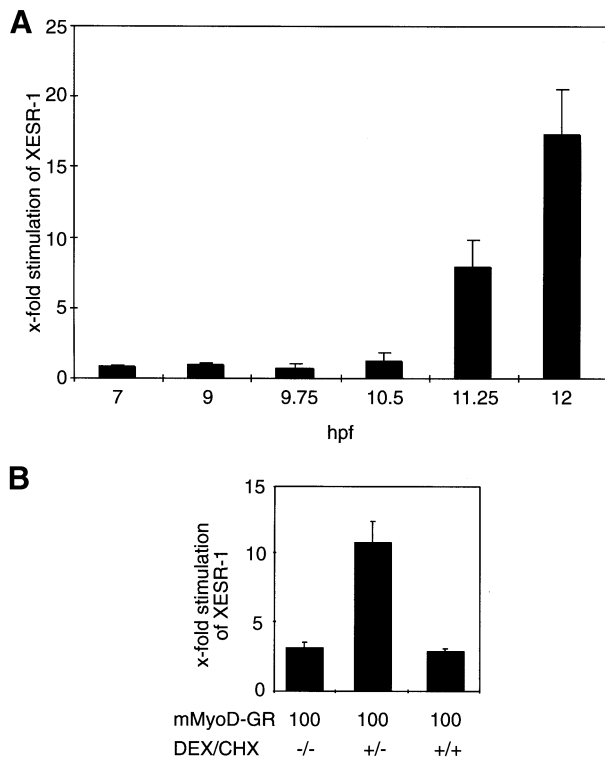 A
x-fold stimulation of XESR-1
25
20
15
10
5
0
7 9 9.75 10.5 11.25 12
hpf
B
x-fold stimulation
of XESR-1
15
10
5
0
mMyoD-GR 100 100 100
DEX/CHX -/- +/- +/+